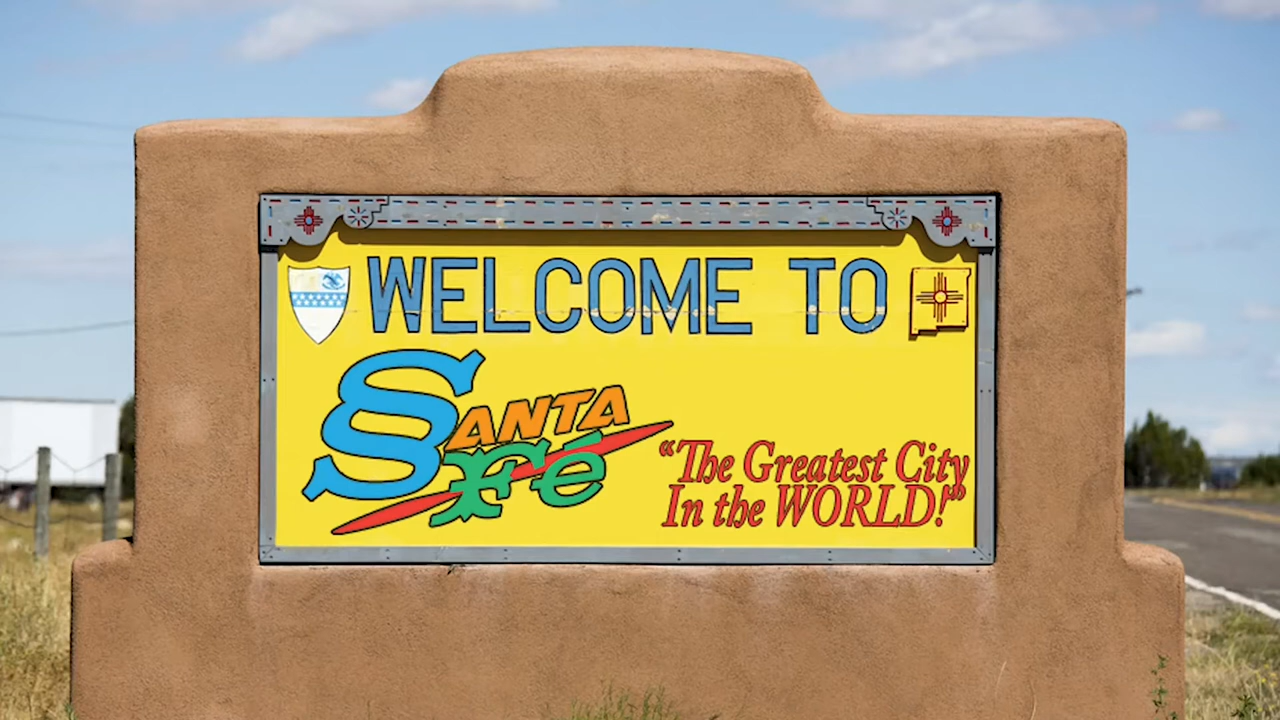 WELCOME TO
SANTA
Fé
“The Greatest City
In the WORLD!”